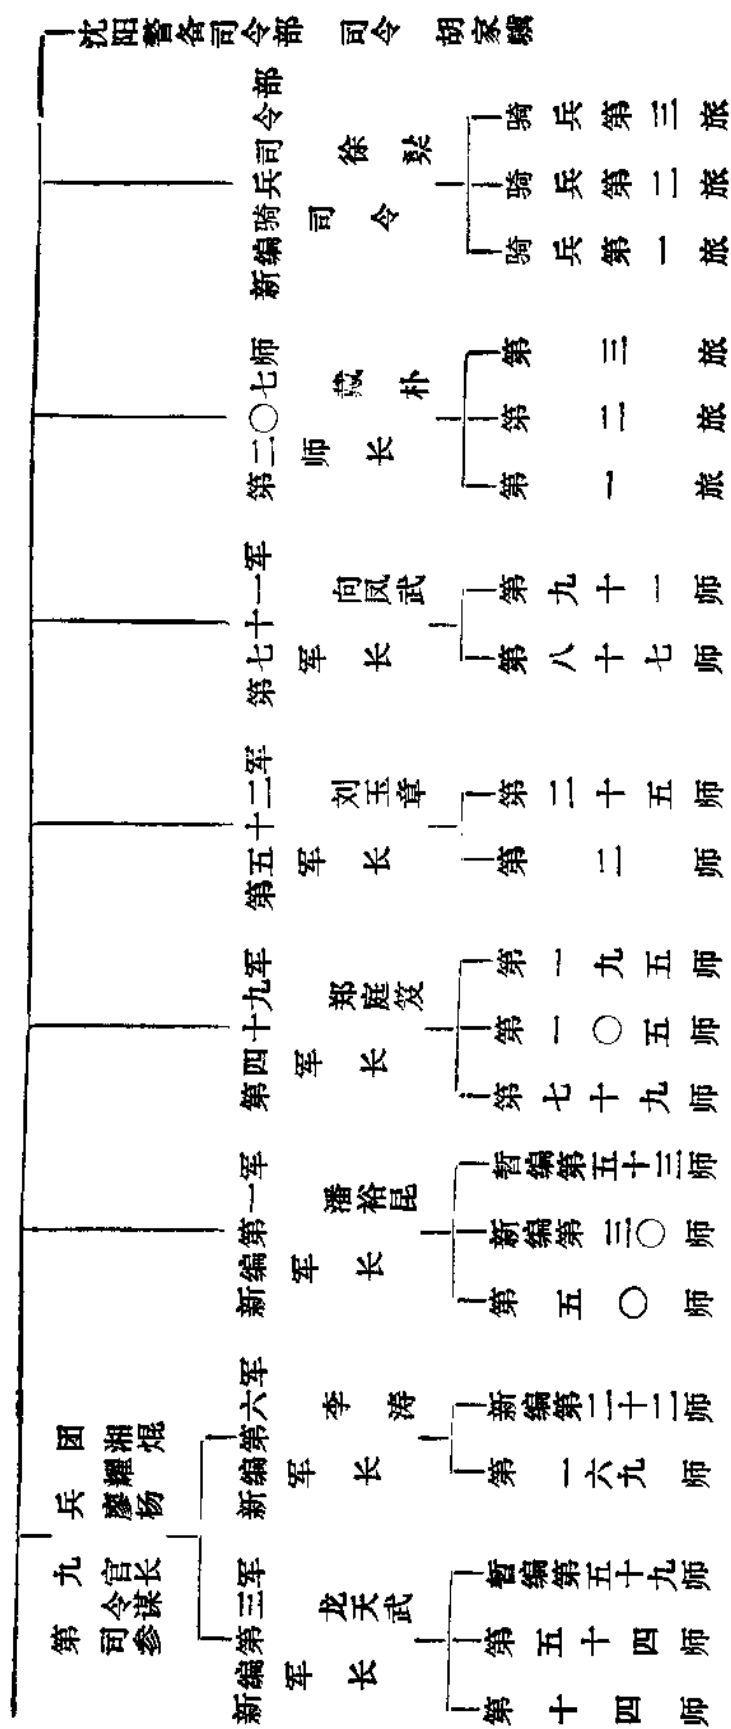 第九兵团
司令官 廖耀湘
参谋长 杨焜
新编第三军
军长 龙天武
第十四师
第五十四师
暂编第五十九师
新编第六军
军长 李涛
第一六九师
新编第二十二师
新编第一军
军长 潘裕昆
第五〇师
新编第三〇师
暂编第五十三师
第四十九军
军长 郑庭笈
第七十九师
第一〇五师
第一九五师
第五十二军
军长 刘玉章
第二师
第二十五师
第七十一军
军长 向凤武
第八十七师
第九十一师
第二〇七师
师长 戴朴
第一旅
第二旅
第三旅
新编骑兵司令部
司令 徐梁
骑兵第一旅
骑兵第二旅
骑兵第三旅
沈阳警备司令部 司令 胡家骥